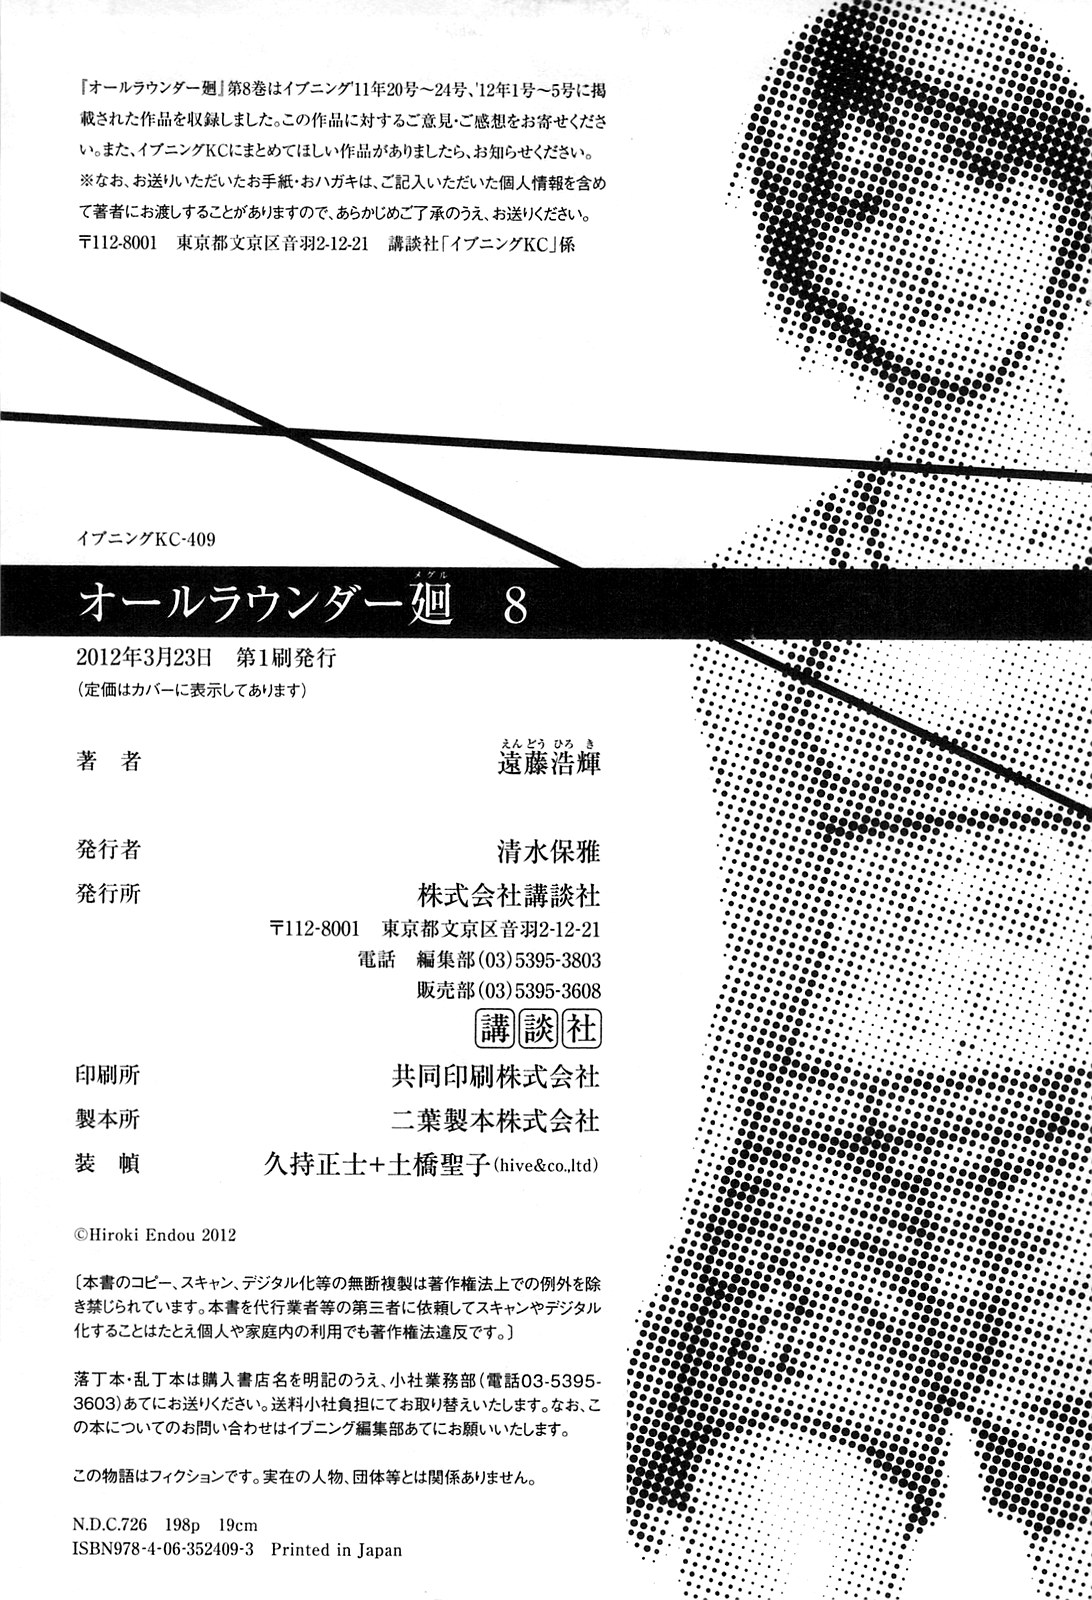 『オールラウンダー廻』第8巻はイブニング'11年20号〜24号、'12年1号〜5号に掲
載された作品を収録しました。この作品に対するご意見・ご感想をお寄せくださ
い。また、イブニングKCにまとめてほしい作品がありましたら、お知らせください。
※なお、お送りいただいたお手紙・おハガキは、ご記入いただいた個人情報を含め
て著者にお渡しすることがありますので、あらかじめご了承のうえ、お送りください。
〒112-8001　東京都文京区音羽2-12-21　講談社「イブニングKC」係
イブニングKC-409
メグル
オールラウンダー廻　8
2012年3月23日　第1刷発行
（定価はカバーに表示してあります）
えんどう ひろ き
著　者　遠藤浩輝
発行者　清水保雅
発行所　株式会社講談社
〒112-8001　東京都文京区音羽2-12-21
電話　編集部(03)5395-3803
販売部(03)5395-3608
講談社
印刷所　共同印刷株式会社
製本所　二葉製本株式会社
装　幀　久持正士+土橋聖子(hive&co.,ltd)
©Hiroki Endou 2012
〔本書のコピー、スキャン、デジタル化等の無断複製は著作権法上での例外を除
き禁じられています。本書を代行業者等の第三者に依頼してスキャンやデジタル
化することはたとえ個人や家庭内の利用でも著作権法違反です。〕
落丁本・乱丁本は購入書店名を明記のうえ、小社業務部(電話03-5395-
3603)あてにお送りください。送料小社負担にてお取り替えいたします。なお、こ
の本についてのお問い合わせはイブニング編集部あてにお願いいたします。
この物語はフィクションです。実在の人物、団体等とは関係ありません。
N.D.C.726　198p　19cm
ISBN978-4-06-352409-3　Printed in Japan